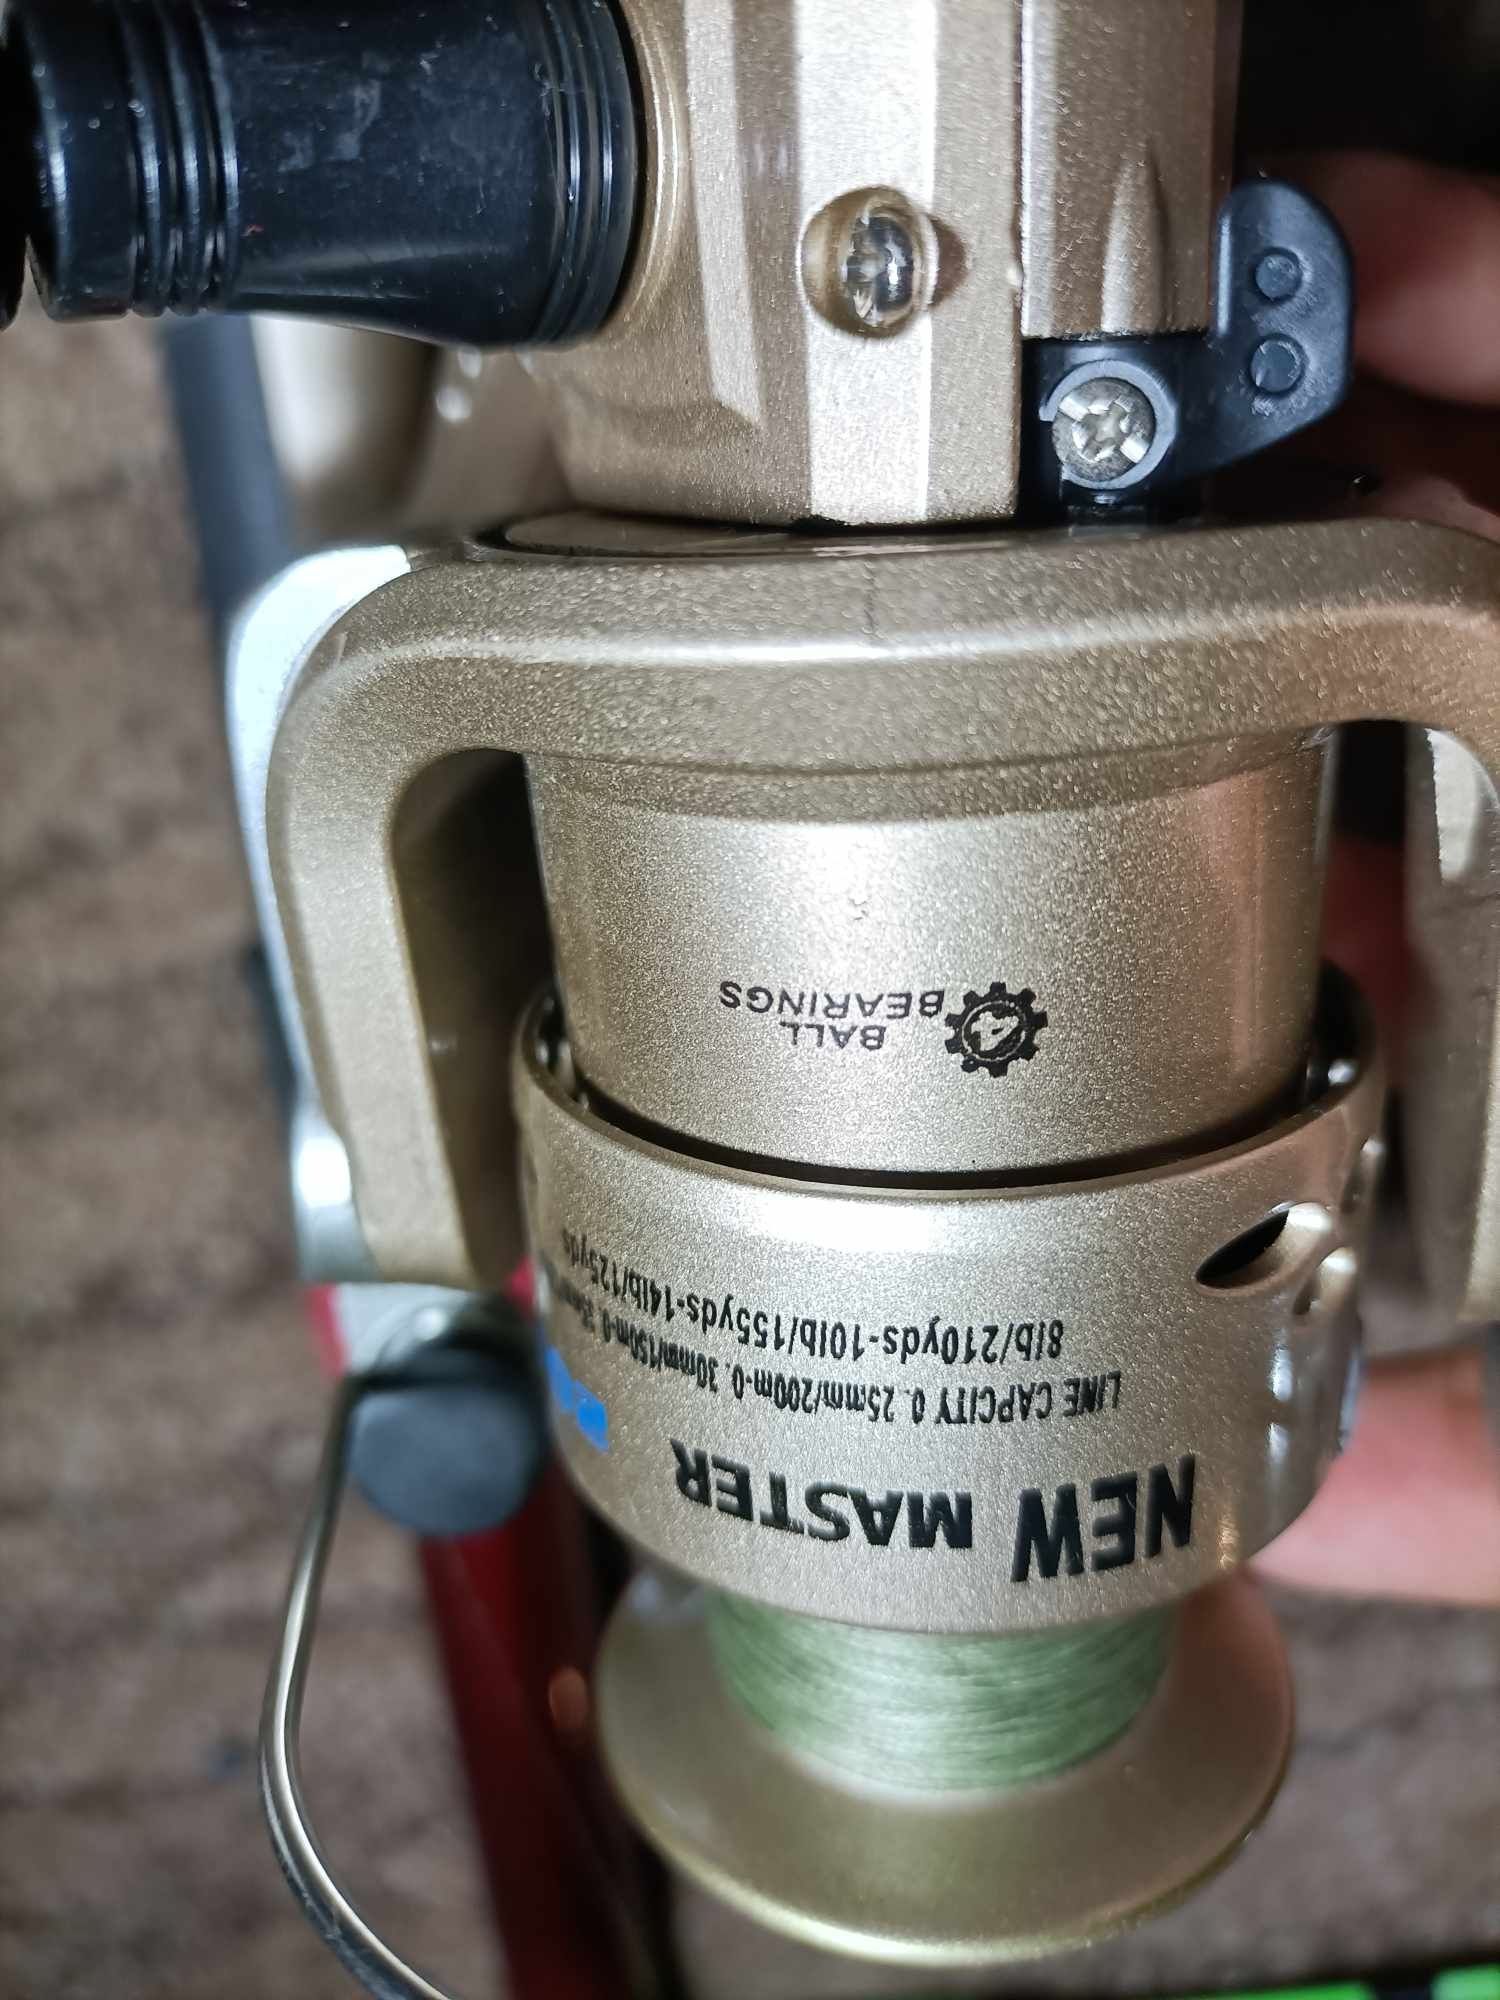 NEW MASTER
LINE CAPCITY 0.25mm/200m-0.30mm/150m-0.
8lb/210yds-10lb/155yds-14lb/125yds
BALL
BEARINGS